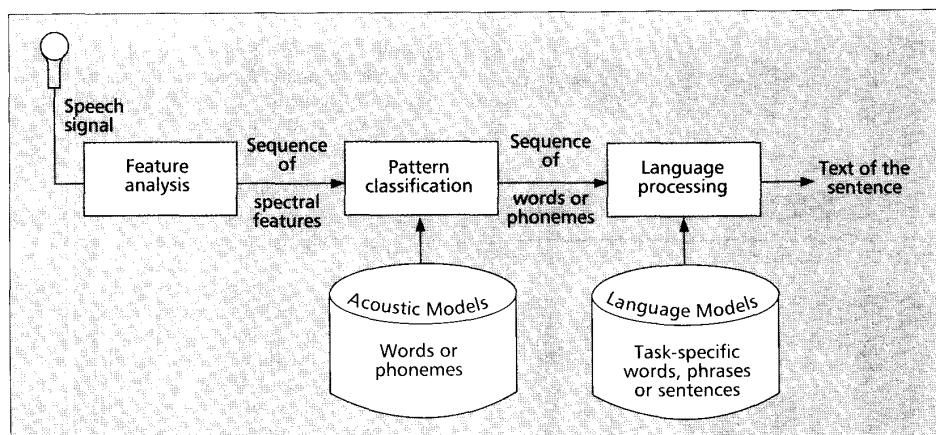 Speech
signal
Feature
analysis
Sequence
of
spectral
features
Pattern
classification
Sequence
of
words or
phonemes
Language
processing
Text of the
sentence
Acoustic Models
Words or
phonemes
Language Models
Task-specific
words, phrases
or sentences